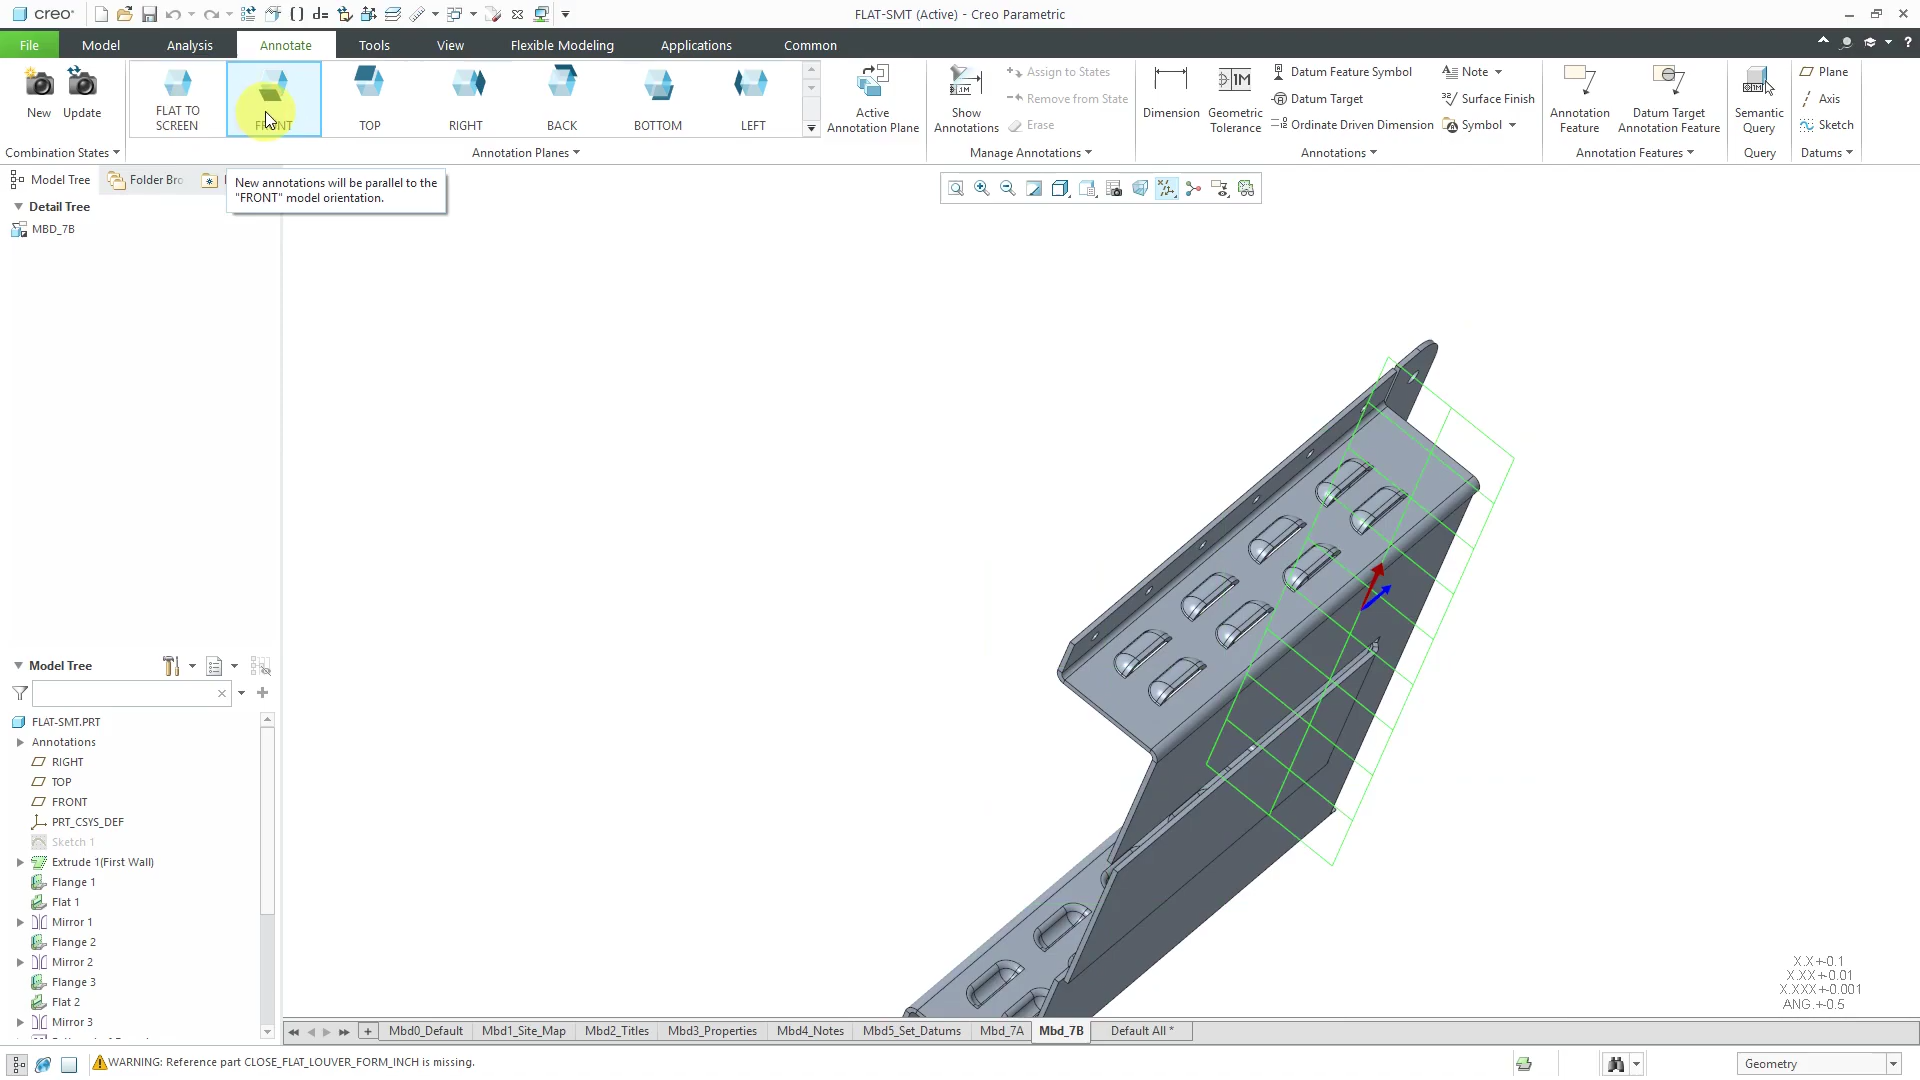 creo
FLAT-SMT (Active) - Creo Parametric
File
Model
Analysis
Annotate
Tools
View
Flexible Modeling
Applications
Common
New
Update
FLAT TO SCREEN
FRONT
TOP
RIGHT
BACK
BOTTOM
LEFT
Active
Annotation Plane
Show
Annotations
Assign to States
Remove from State
Erase
Dimension
Geometric
Tolerance
Datum Feature Symbol
Datum Target
Ordinate Driven Dimension
Note
Surface Finish
Symbol
Annotation
Feature
Datum Target
Annotation Feature
Semantic
Query
Plane
Axis
Sketch
Combination States
Annotation Planes
Manage Annotations
Annotations
Annotation Features
Query
Datums
Model Tree
Folder Bro
New annotations will be parallel to the
"FRONT" model orientation.
Detail Tree
MBD_7B
Model Tree
FLAT-SMT.PRT
Annotations
RIGHT
TOP
FRONT
PRT_CSYS_DEF
Sketch 1
Extrude 1(First Wall)
Flange 1
Flat 1
Mirror 1
Flange 2
Mirror 2
Flange 3
Flat 2
Mirror 3
X.X+-0.1
X.XX+-0.01
X.XXX+-0.001
ANG.+-0.5
Mbd0_Default
Mbd1_Site_Map
Mbd2_Titles
Mbd3_Properties
Mbd4_Notes
Mbd5_Set_Datums
Mbd_7A
Mbd_7B
Default All *
WARNING: Reference part CLOSE_FLAT_LOUVER_FORM_INCH is missing.
Geometry